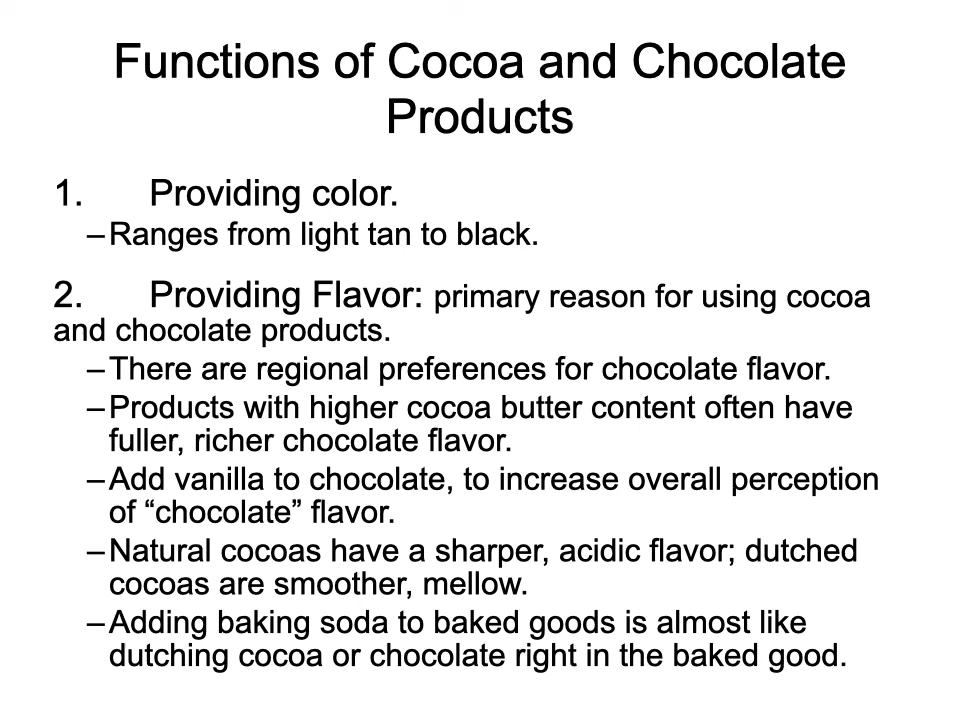 Functions of Cocoa and Chocolate
Products
1. Providing color.
–Ranges from light tan to black.
2. Providing Flavor: primary reason for using cocoa
and chocolate products.
–There are regional preferences for chocolate flavor.
–Products with higher cocoa butter content often have
fuller, richer chocolate flavor.
–Add vanilla to chocolate, to increase overall perception
of “chocolate” flavor.
–Natural cocoas have a sharper, acidic flavor; dutched
cocoas are smoother, mellow.
–Adding baking soda to baked goods is almost like
dutching cocoa or chocolate right in the baked good.